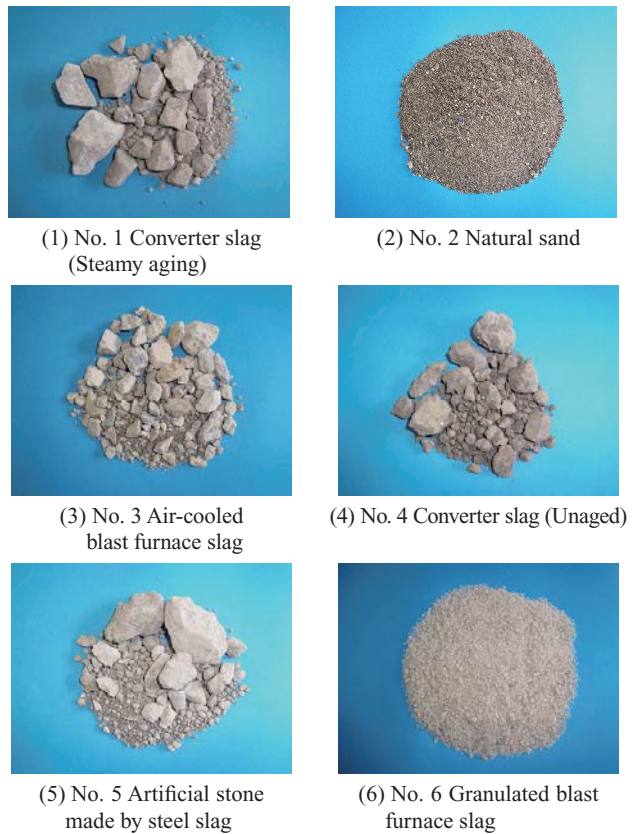 (1) No. 1 Converter slag
(Steamy aging)
(2) No. 2 Natural sand
(3) No. 3 Air-cooled
blast furnace slag
(4) No. 4 Converter slag (Unaged)
(5) No. 5 Artificial stone
made by steel slag
(6) No. 6 Granulated blast
furnace slag